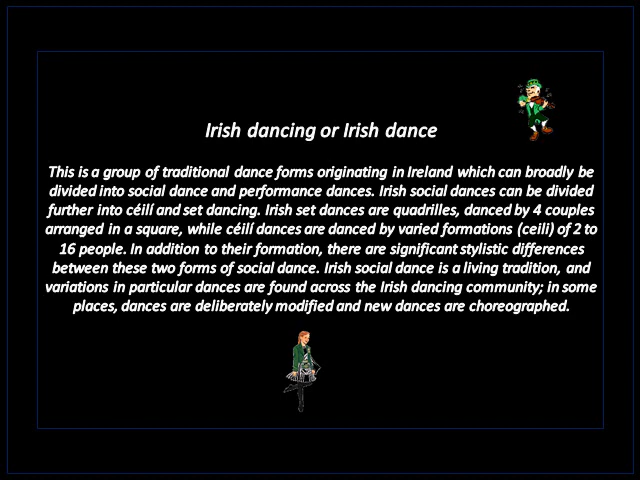 Irish dancing or Irish dance
This is a group of traditional dance forms originating in Ireland which can broadly be
divided into social dance and performance dances. Irish social dances can be divided
further into céilí and set dancing. Irish set dances are quadrilles, danced by 4 couples
arranged in a square, while céilí dances are danced by varied formations (ceili) of 2 to
16 people. In addition to their formation, there are significant stylistic differences
between these two forms of social dance. Irish social dance is a living tradition, and
variations in particular dances are found across the Irish dancing community; in some
places, dances are deliberately modified and new dances are choreographed.